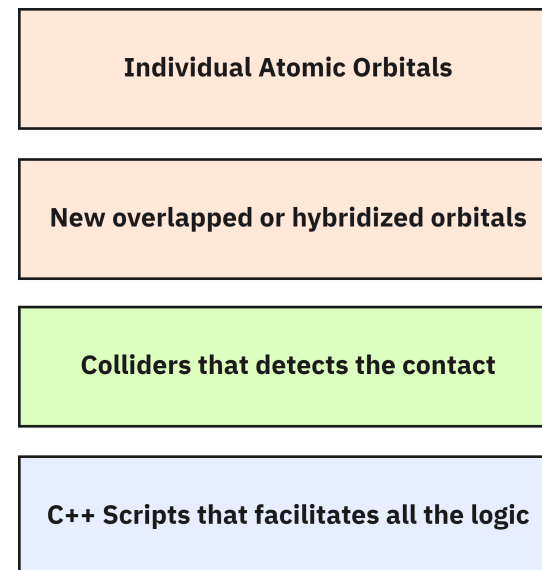 Individual Atomic Orbitals
New overlapped or hybridized orbitals
Colliders that detects the contact
C++ Scripts that facilitates all the logic